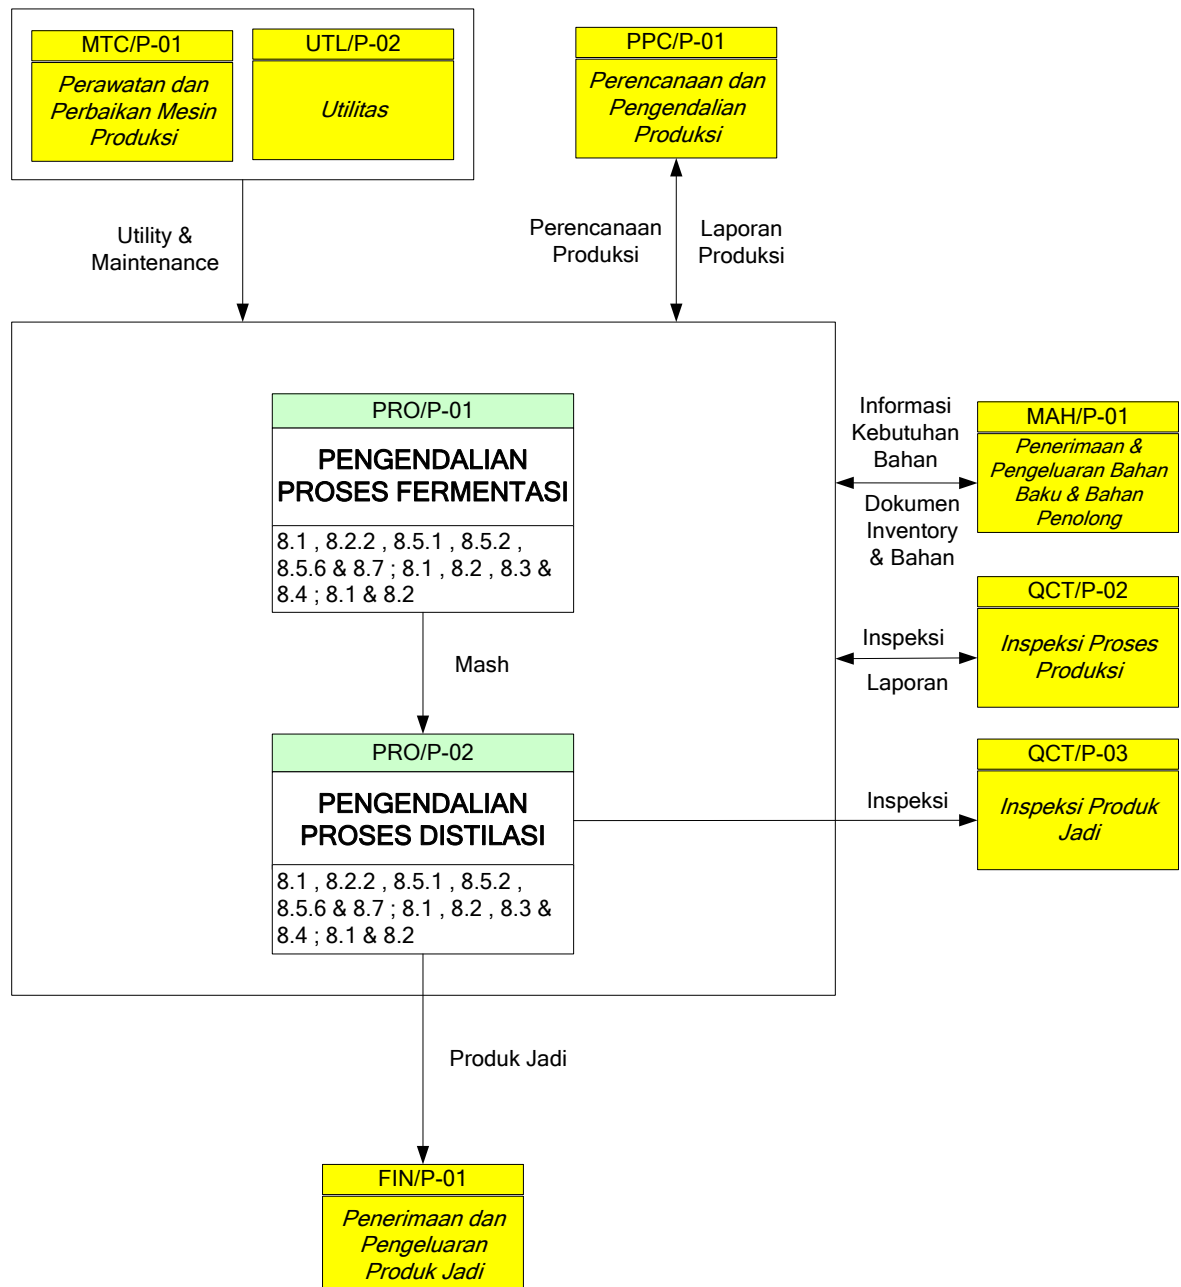 MTC/P-01
Perawatan dan
Perbaikan Mesin
Produksi
UTL/P-02
Utilitas
PPC/P-01
Perencanaan dan
Pengendalian
Produksi
Utility &
Maintenance
Perencanaan
Produksi
Laporan
Produksi
PRO/P-01
PENGENDALIAN
PROSES FERMENTASI
8.1 , 8.2.2 , 8.5.1 , 8.5.2 ,
8.5.6 & 8.7 ; 8.1 , 8.2 , 8.3 &
8.4 ; 8.1 & 8.2
Informasi
Kebutuhan
Bahan
Dokumen
Inventory
& Bahan
MAH/P-01
Penerimaan &
Pengeluaran Bahan
Baku & Bahan
Penolong
Mash
Inspeksi
Laporan
QCT/P-02
Inspeksi Proses
Produksi
PRO/P-02
PENGENDALIAN
PROSES DISTILASI
8.1 , 8.2.2 , 8.5.1 , 8.5.2 ,
8.5.6 & 8.7 ; 8.1 , 8.2 , 8.3 &
8.4 ; 8.1 & 8.2
Inspeksi
QCT/P-03
Inspeksi Produk
Jadi
Produk Jadi
FIN/P-01
Penerimaan dan
Pengeluaran
Produk Jadi